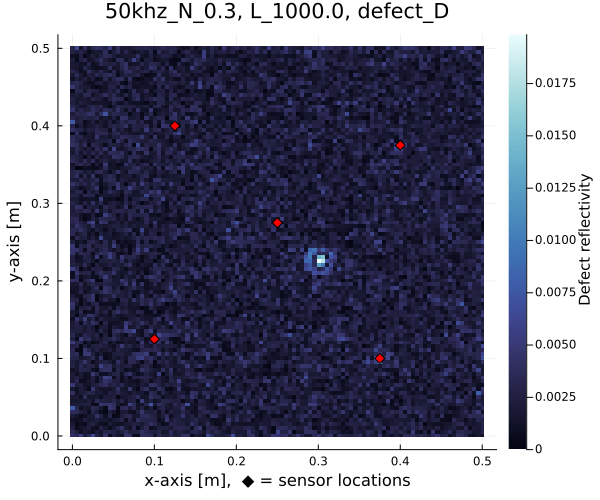 50khz_N_0.3, L_1000.0, defect_D
0.5
0.4
0.3
0.2
0.1
0.0
y-axis [m]
0.0 0.1 0.2 0.3 0.4 0.5
x-axis [m], ◆ = sensor locations
0.0175
0.0150
0.0125
0.0100
0.0075
0.0050
0.0025
0
Defect reflectivity